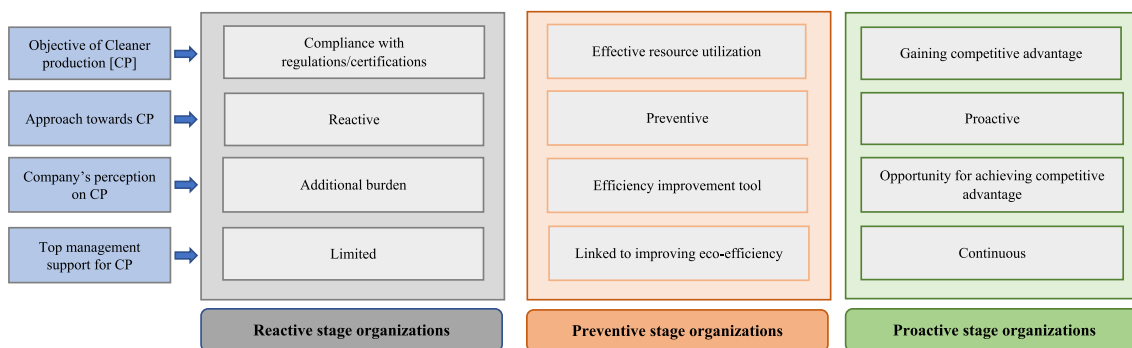 Objective of Cleaner
production [CP]
Compliance with
regulations/certifications
Effective resource utilization
Gaining competitive advantage
Approach towards CP
Reactive
Preventive
Proactive
Company's perception
on CP
Additional burden
Efficiency improvement tool
Opportunity for achieving competitive
advantage
Top management
support for CP
Limited
Linked to improving eco-efficiency
Continuous
Reactive stage organizations
Preventive stage organizations
Proactive stage organizations